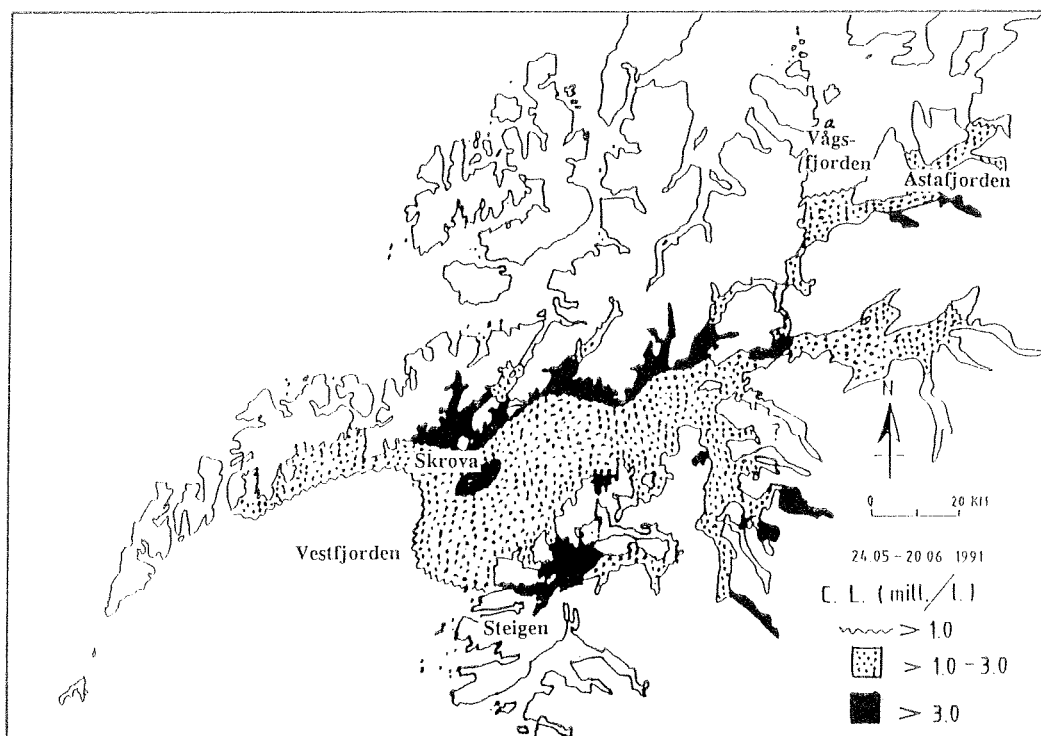 a
Vågs-
fjorden
Astafjorden
Skrova
Vestfjorden
Steigen
?
N
0 20 KM
24.05 - 20 06 1991
C. L. (mill./l.)
> 1.0
> 1.0 - 3.0
> 3.0